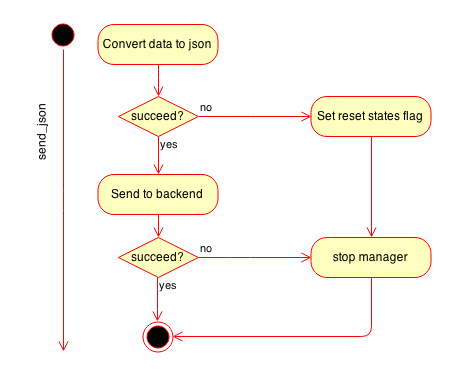 send_json
Convert data to json
succeed?
no
Set reset states flag
yes
Send to backend
succeed?
no
stop manager
yes